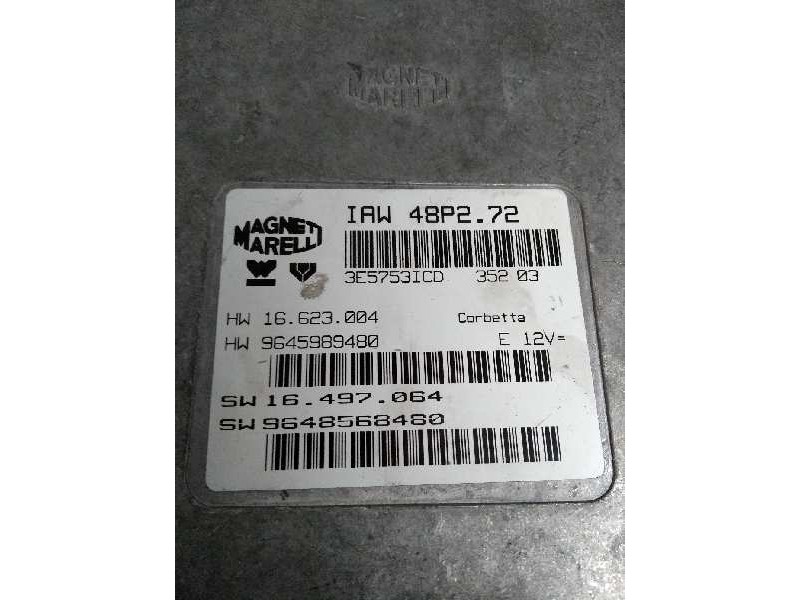 MAGNETI
MARELLI
IAW 48P2.72
MAGNETI
MARELLI
3E5753ICD 352 03
HW 16.623.004 Corbetta
HW 9645989480 E 12V=
SW 16.497.064
SW 9648568480